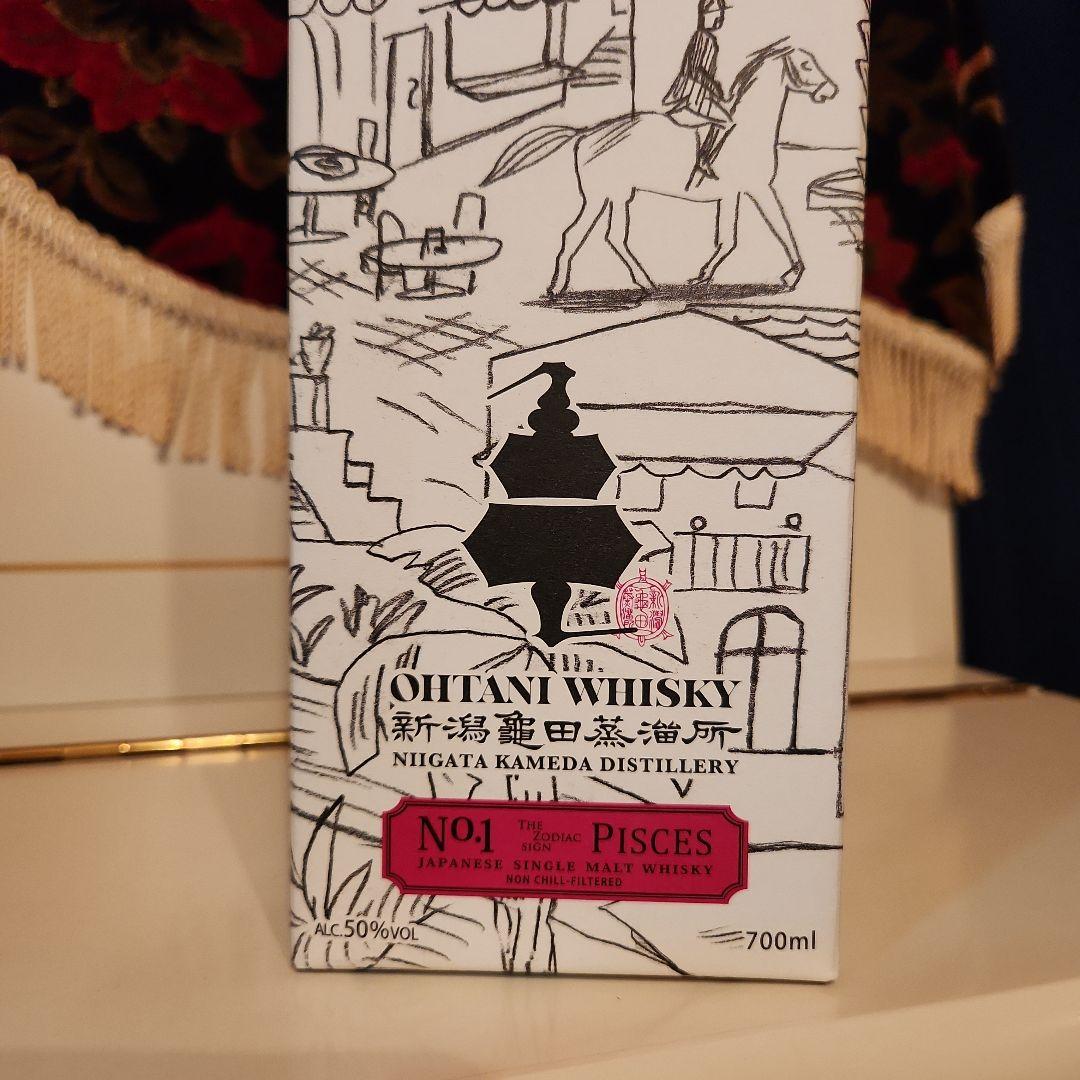 OHTANI WHISKY
新潟龜田蒸溜所
NIIGATA KAMEDA DISTILLERY
No.1 THE ZODIAC SIGN PISCES
JAPANESE SINGLE MALT WHISKY
NON CHILL-FILTERED
ALC.50%VOL
700ml